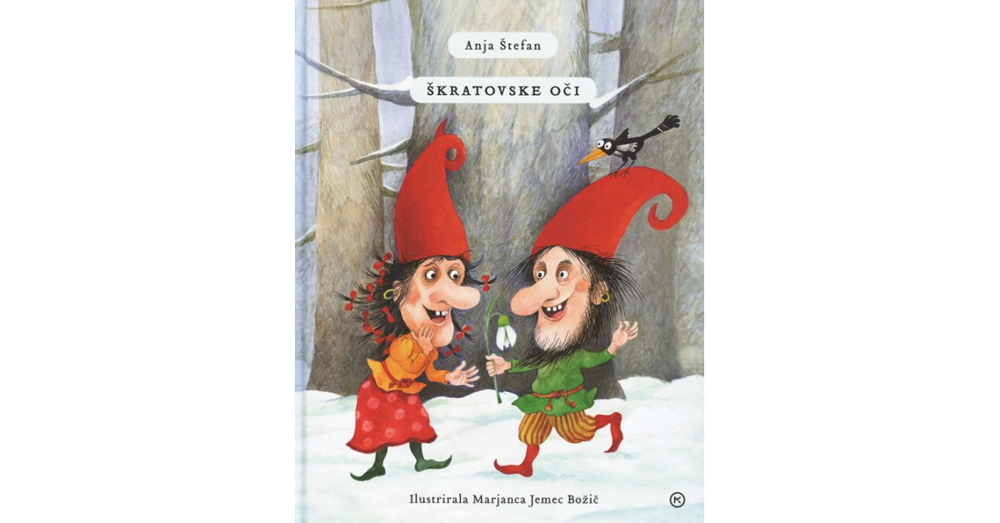 Anja Štefan
ŠKRATOVSKE OČI
Ilustrirala Marjanca Jemec Božič